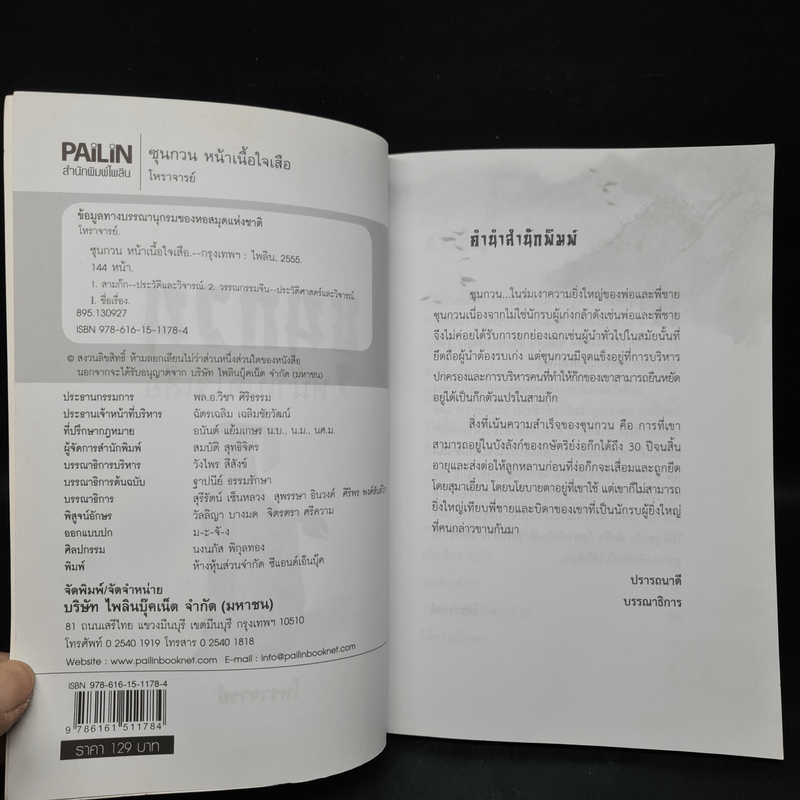 PAiLiN
สำนักพิมพ์ไพลิน
ซุนกวน หน้าเนื้อใจเสือ
โหราจารย์
ข้อมูลทางบรรณานุกรมของหอสมุดแห่งชาติ
โหราจารย์.
ซุนกวน หน้าเนื้อใจเสือ.--กรุงเทพฯ : ไพลิน, 2555.
144 หน้า.
1. สามก๊ก--ประวัติและวิจารณ์. 2. วรรณกรรมจีน--ประวัติศาสตร์และวิจารณ์.
I. ชื่อเรื่อง.
895.130927
ISBN 978-616-15-1178-4
© สงวนลิขสิทธิ์ ห้ามลอกเลียนไม่ว่าส่วนหนึ่งส่วนใดของหนังสือ
นอกจากจะได้รับอนุญาตจาก บริษัท ไพลินบุ๊คเน็ต จำกัด (มหาชน)
ประธานกรรมการ พล.อ.วิชา ศิริธรรม
ประธานเจ้าหน้าที่บริหาร ฉัตรเฉลิม เฉลิมชัยวัฒน์
ที่ปรึกษากฎหมาย อนันต์ แย้มเกษร น.บ., น.ม., นศ.ม.
ผู้จัดการสำนักพิมพ์ สมบัติ สุทธิจิตร
บรรณาธิการบริหาร วังไพร สีสังข์
บรรณาธิการต้นฉบับ ฐาปนีย์ ธรรมรักษา
บรรณาธิการ สุรีรัตน์ เซ็นหลวง สุพรรษา อินวงค์ ศิริพร
พิสูจน์อักษร วัลลิญา บางมด จิตรตรา ศรีความ
ออกแบบปก ม-ะ-จ้-ง
ศิลปกรรม นงนภัส พิกุลทอง
พิมพ์ ห้างหุ้นส่วนจำกัด ซีแอนด์เอ็นบุ๊ค
จัดพิมพ์/จัดจำหน่าย
บริษัท ไพลินบุ๊คเน็ต จำกัด (มหาชน)
81 ถนนเสรีไทย แขวงมีนบุรี เขตมีนบุรี กรุงเทพฯ 10510
โทรศัพท์ 0 2540 1919 โทรสาร 0 2540 1818
Website : www.pailinbooknet.com E-mail : info@pailinbooknet.com
ISBN 978-616-15-1178-4
9 786161 511784
ราคา 129 บาท
คำนำสำนักพิมพ์
ซุนกวน...ในร่มเงาความยิ่งใหญ่ของพ่อและพี่ชาย
ซุนกวนเนื่องจากไม่ใช่นักรบผู้เก่งกล้าดังเช่นพ่อและพี่ชาย
จึงไม่ค่อยได้รับการยกย่องเฉกเช่นผู้นำทั่วไปในสมัยนั้นที่
ยึดถือผู้นำต้องรบเก่ง แต่ซุนกวนมีจุดแข็งอยู่ที่การบริหาร
ปกครองและการบริหารคนที่ทำให้ก๊กของเขาสามารถยืนหยัด
อยู่ได้เป็นก๊กตัวแปรในสามก๊ก
สิ่งที่เน้นความสำเร็จของซุนกวน คือ การที่เขา
สามารถอยู่ในบังลังก์ของกษัตริย์ง่อก๊กได้ถึง 30 ปีจนสิ้น
อายุและส่งต่อให้ลูกหลานก่อนที่ง่อก๊กจะเสื่อมและถูกยึด
โดยสุมาเอี๋ยน โดยนโยบายตาอยู่ที่เขาใช้ แต่เขาก็ไม่สามารถ
ยิ่งใหญ่เทียบพี่ชายและบิดาของเขาที่เป็นนักรบผู้ยิ่งใหญ่
ที่คนกล่าวขานกันมา
ปรารถนาดี
บรรณาธิการ